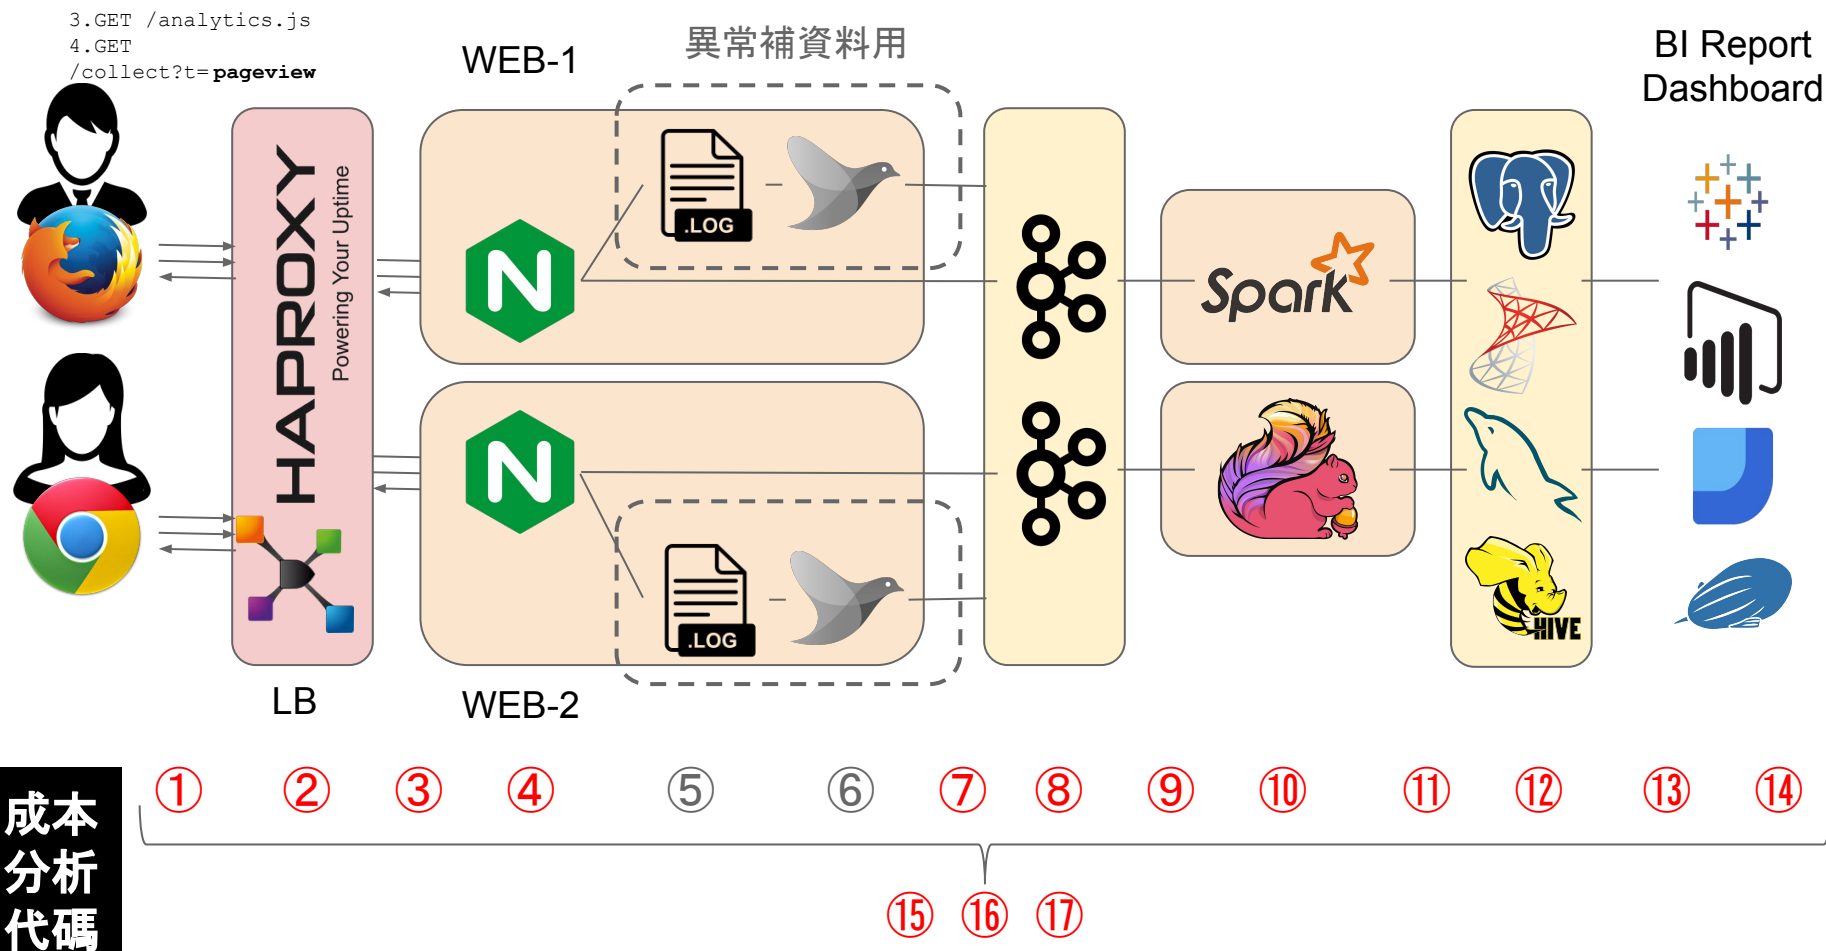 3.GET /analytics.js
4.GET
/collect?t=pageview
WEB-1
異常補資料用
BI Report
Dashboard
HAPROXY
Powering Your Uptime
.LOG
Spark
.LOG
HIVE
LB
WEB-2
成本
分析
代碼
① ② ③ ④ ⑤ ⑥ ⑦ ⑧ ⑨ ⑩ ⑪ ⑫ ⑬ ⑭
⑮ ⑯ ⑰